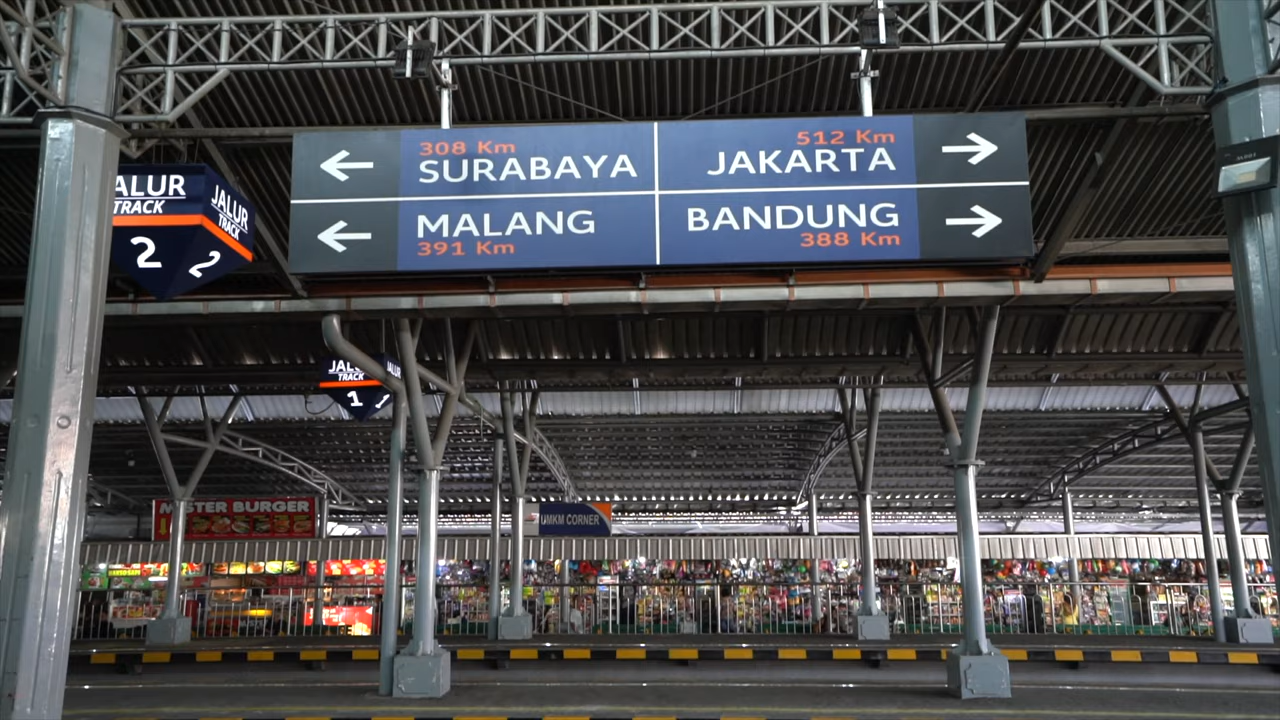 308 Km
SURABAYA
512 Km
JAKARTA
MALANG
391 Km
BANDUNG
388 Km
JALUR
TRACK
2
JALUR
TRACK
2
TRACK
1
1
MISTER BURGER
UMKM CORNER